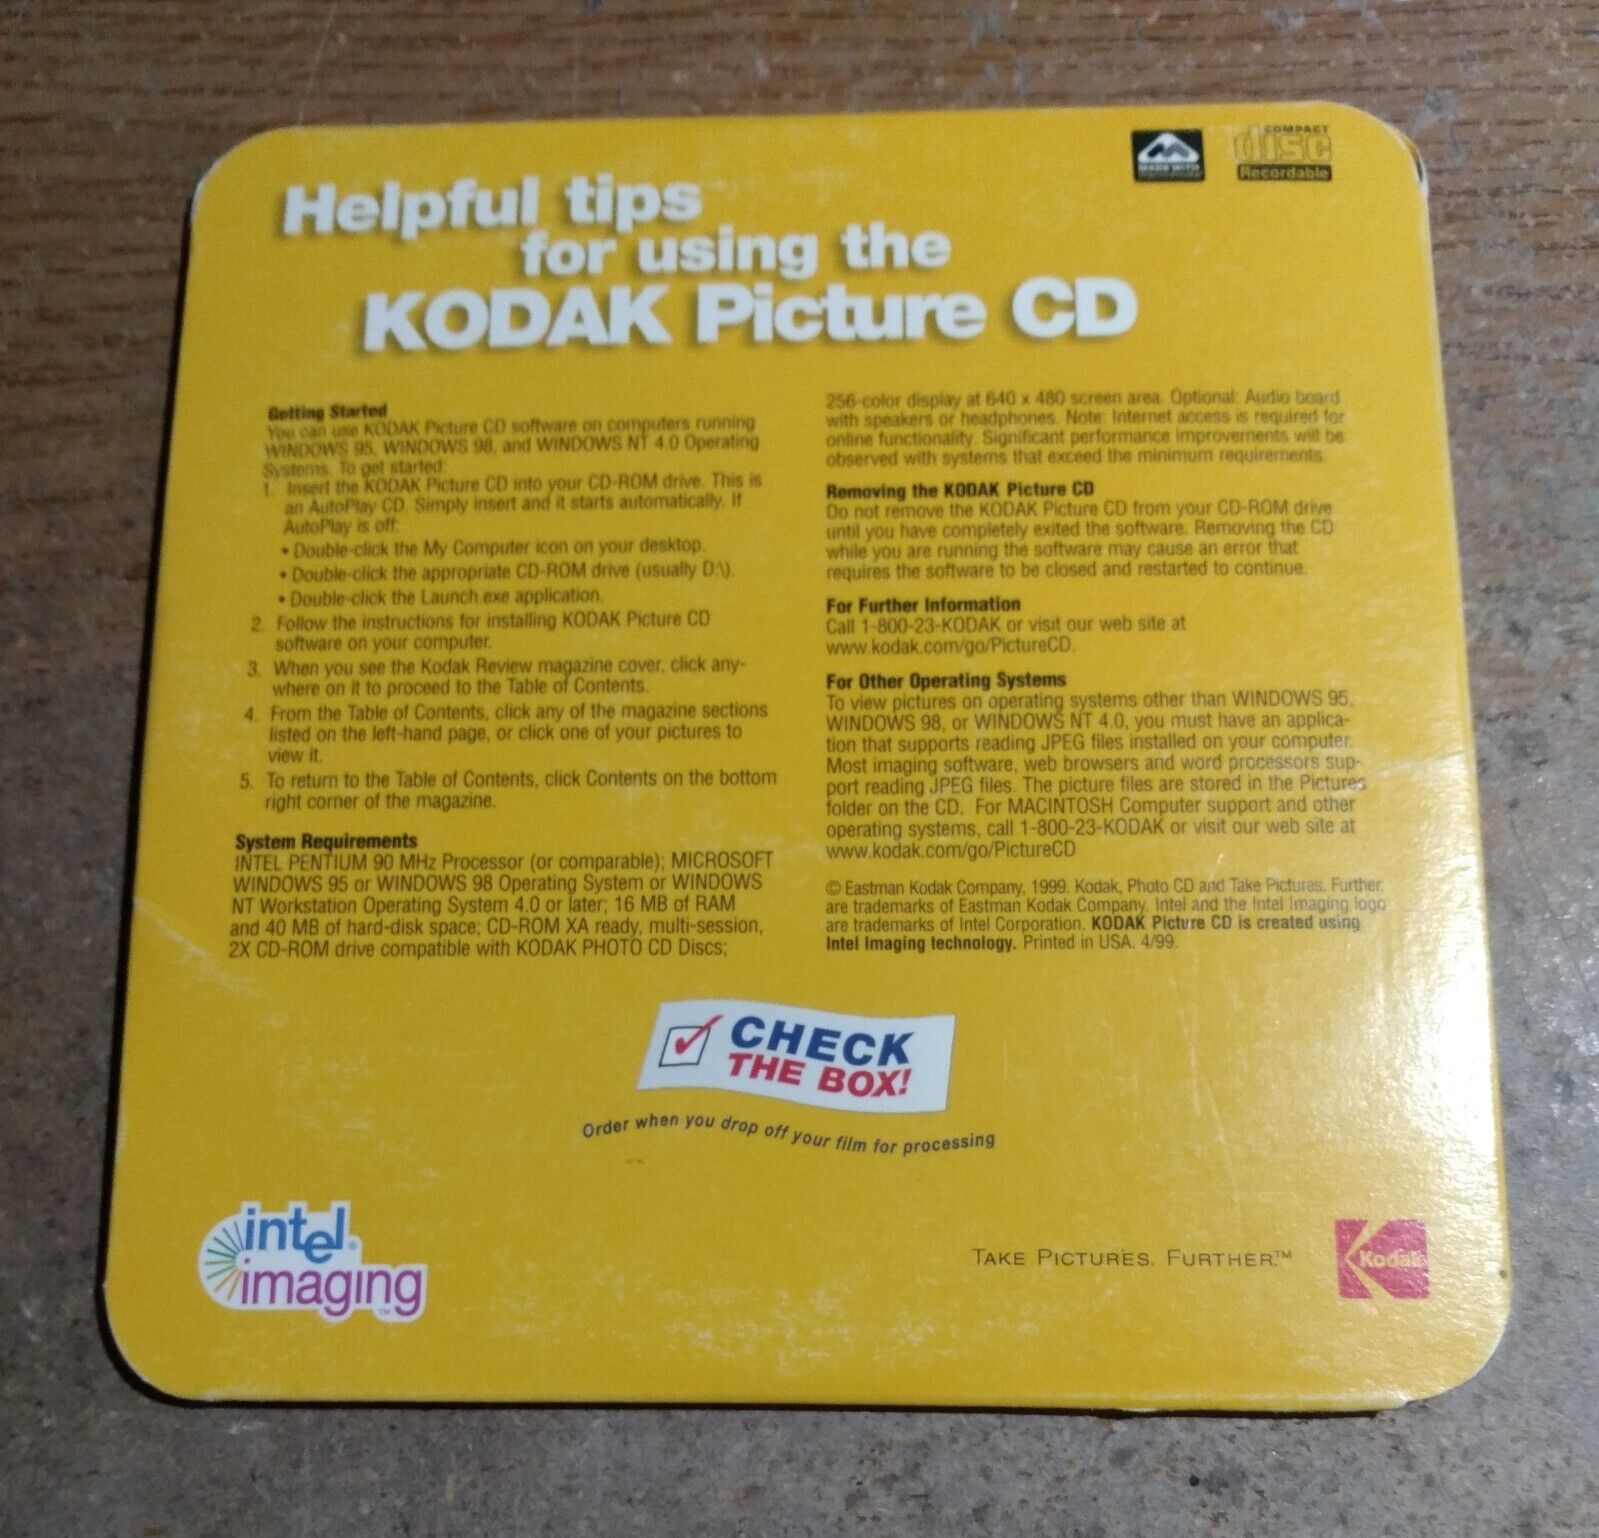 COMPACT
disc
Recordable
MADE WITH
Helpful tips
for using the
KODAK Picture CD
Getting Started
You can use KODAK Picture CD software on computers running
WINDOWS 95, WINDOWS 98, and WINDOWS NT 4.0 Operating
Systems. To get started:
1. Insert the KODAK Picture CD into your CD-ROM drive. This is
an AutoPlay CD. Simply insert and it starts automatically. If
AutoPlay is off:
• Double-click the My Computer icon on your desktop.
• Double-click the appropriate CD-ROM drive (usually D:\).
• Double-click the Launch.exe application.
2. Follow the instructions for installing KODAK Picture CD
software on your computer.
3. When you see the Kodak Review magazine cover, click any-
where on it to proceed to the Table of Contents.
4. From the Table of Contents, click any of the magazine sections
listed on the left-hand page, or click one of your pictures to
view it.
5. To return to the Table of Contents, click Contents on the bottom
right corner of the magazine.
System Requirements
INTEL PENTIUM 90 MHz Processor (or comparable); MICROSOFT
WINDOWS 95 or WINDOWS 98 Operating System or WINDOWS
NT Workstation Operating System 4.0 or later; 16 MB of RAM
and 40 MB of hard-disk space; CD-ROM XA ready, multi-session,
2X CD-ROM drive compatible with KODAK PHOTO CD Discs;
256-color display at 640 x 480 screen area. Optional: Audio board
with speakers or headphones. Note: Internet access is required for
online functionality. Significant performance improvements will be
observed with systems that exceed the minimum requirements.
Removing the KODAK Picture CD
Do not remove the KODAK Picture CD from your CD-ROM drive
until you have completely exited the software. Removing the CD
while you are running the software may cause an error that
requires the software to be closed and restarted to continue.
For Further Information
Call 1-800-23-KODAK or visit our web site at
www.kodak.com/go/PictureCD.
For Other Operating Systems
To view pictures on operating systems other than WINDOWS 95,
WINDOWS 98, or WINDOWS NT 4.0, you must have an applica-
tion that supports reading JPEG files installed on your computer.
Most imaging software, web browsers and word processors sup-
port reading JPEG files. The picture files are stored in the Pictures
folder on the CD. For MACINTOSH Computer support and other
operating systems, call 1-800-23-KODAK or visit our web site at
www.kodak.com/go/PictureCD
© Eastman Kodak Company, 1999. Kodak, Photo CD and Take Pictures. Further.
are trademarks of Eastman Kodak Company. Intel and the Intel Imaging logo
are trademarks of Intel Corporation. KODAK Picture CD is created using
Intel Imaging technology. Printed in USA. 4/99.
CHECK
THE BOX!
Order when you drop off your film for processing
intel®
imaging™
TAKE PICTURES. FURTHER.™
Kodak